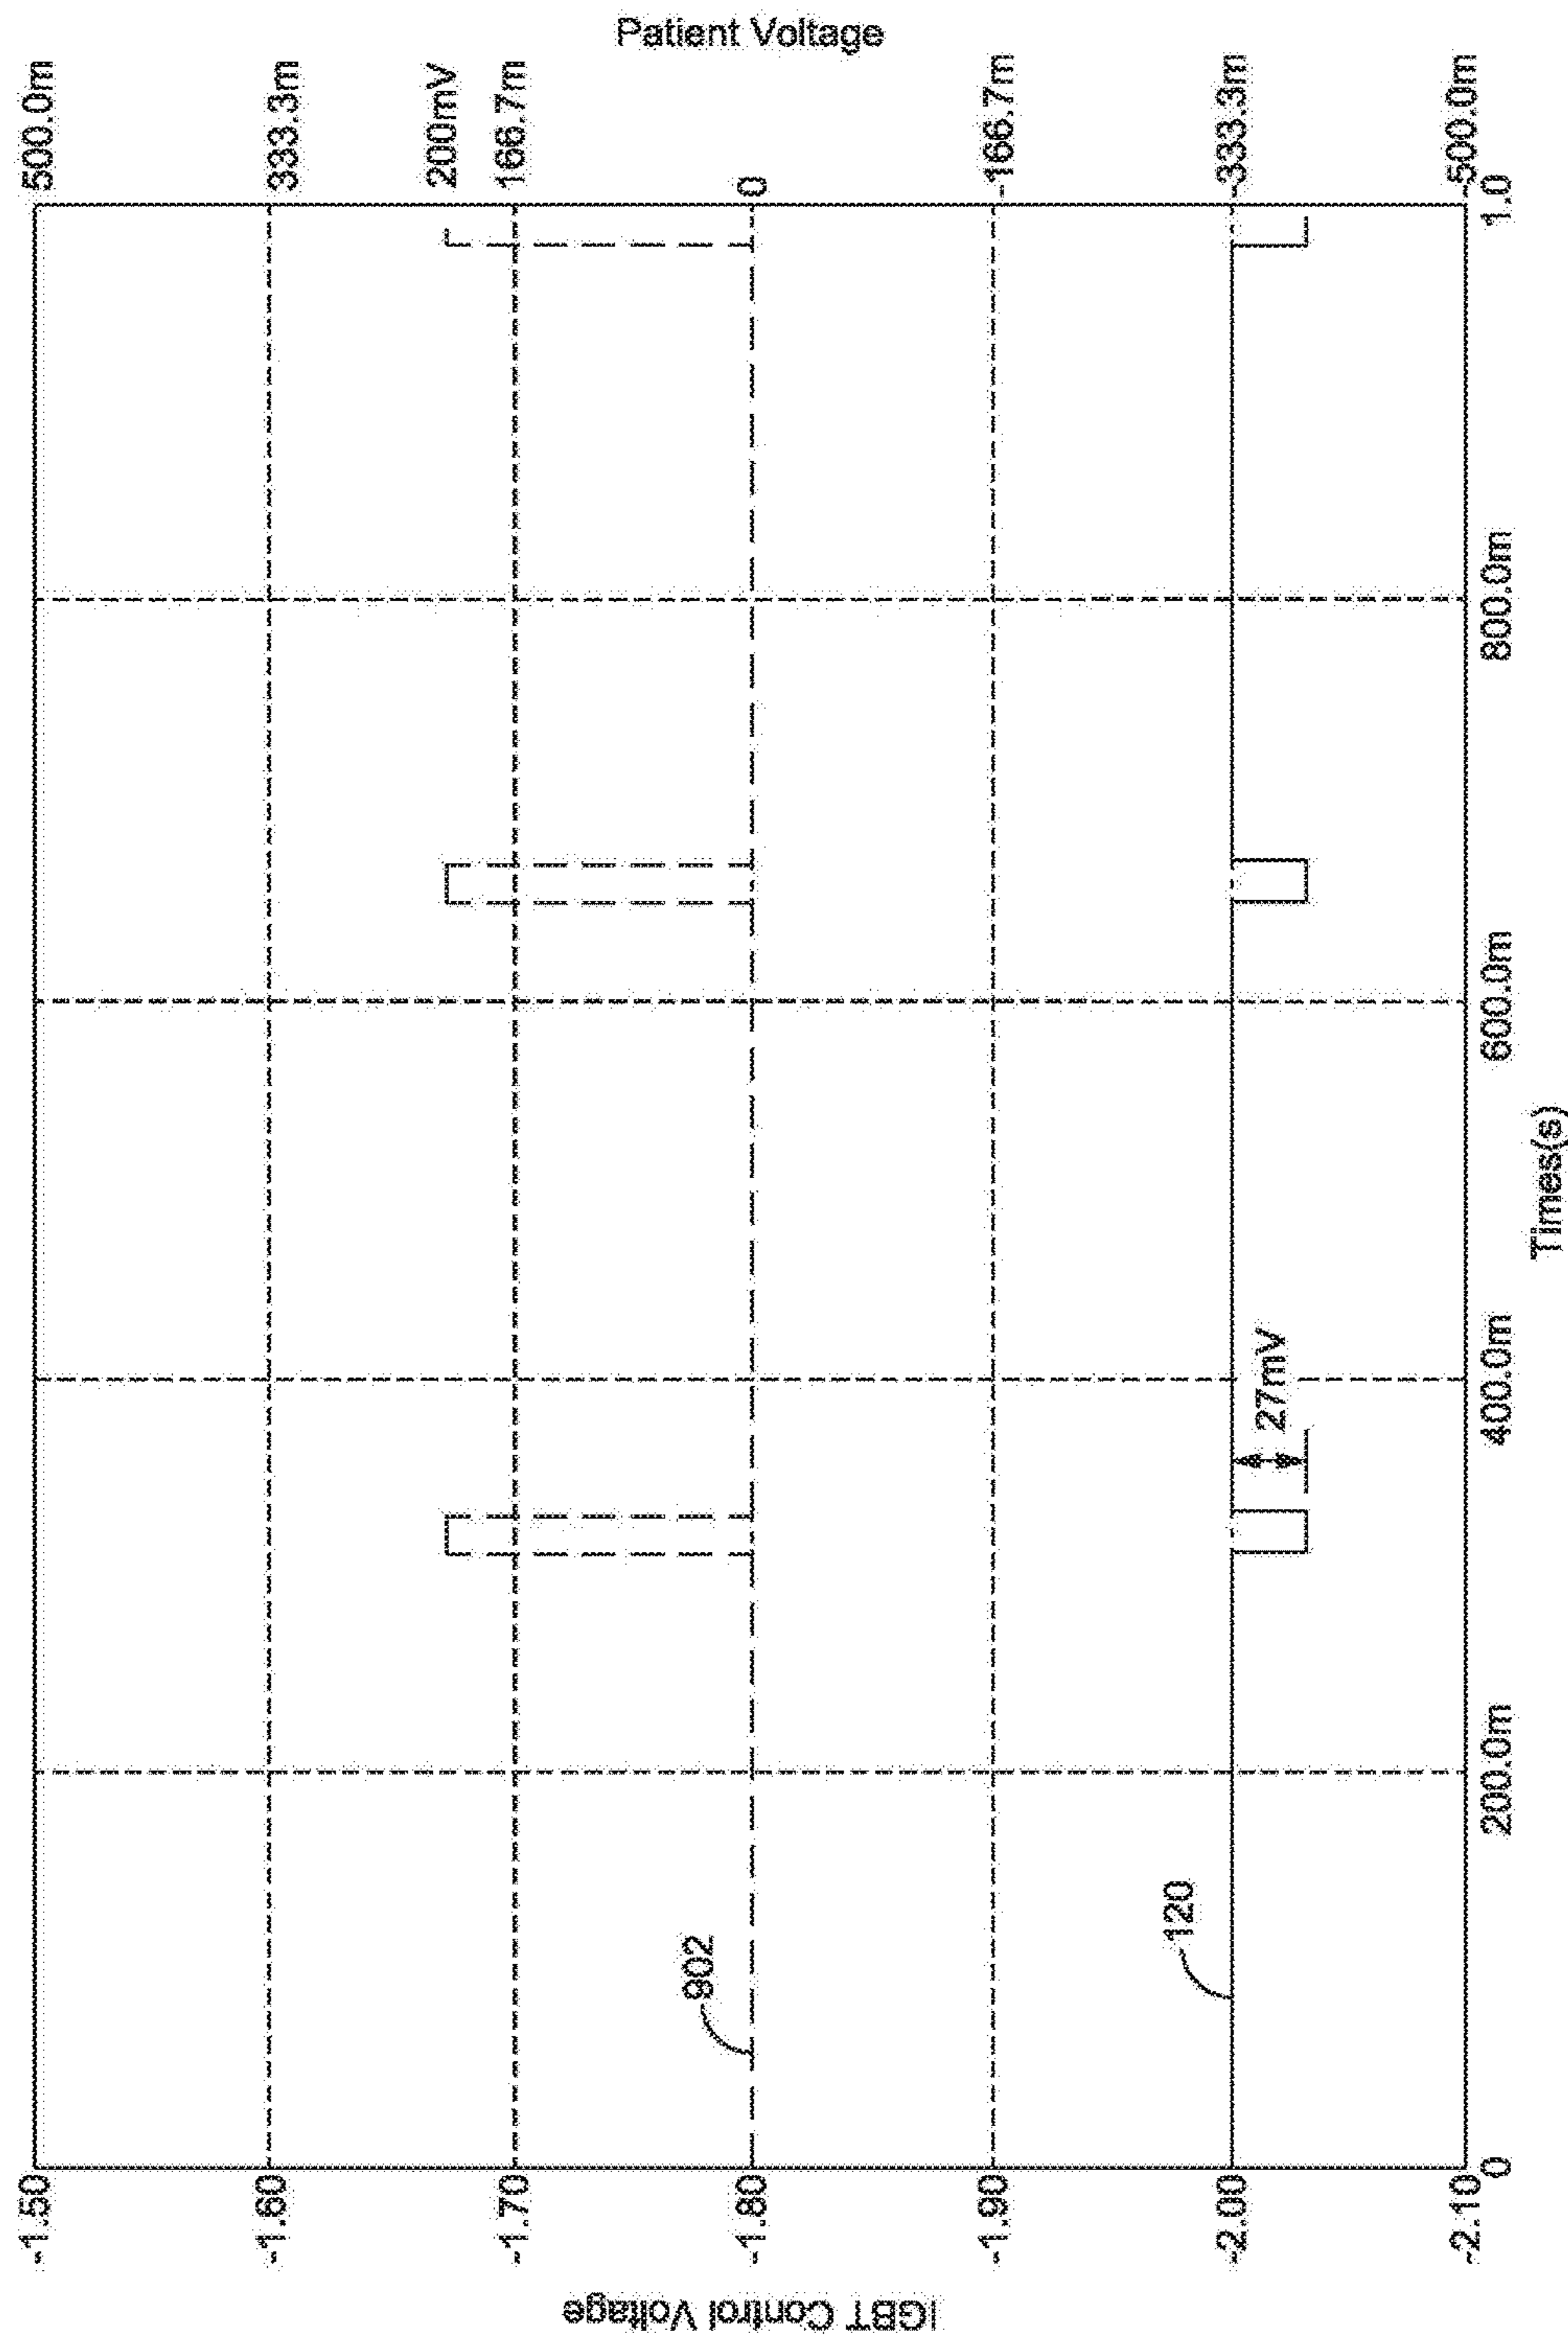 IGBT Control Voltage
-1.50
-1.60
-1.70
-1.80
-1.90
-2.00
-2.10
902
120
27mV
0
200.0m
400.0m
600.0m
800.0m
1.0
Times(s)
500.0m
333.3m
200mV
166.7m
0
-166.7m
-333.3m
-500.0m
Patient Voltage